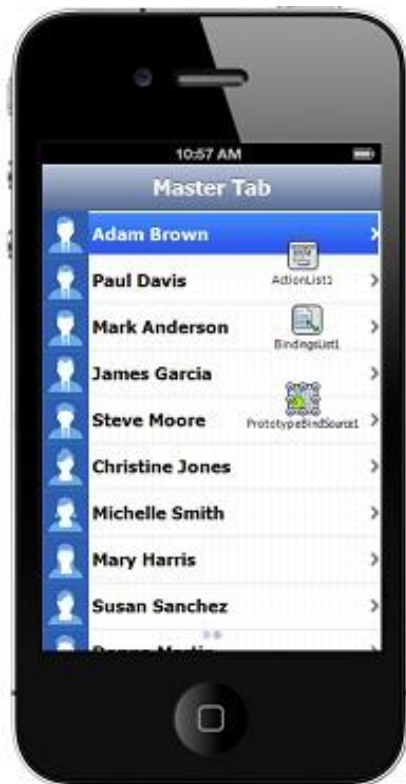 10:57 AM
Master Tab
Adam Brown
ActionList1
Paul Davis
Mark Anderson
BindingsList1
James Garcia
Steve Moore
PrototypeBindSource1
Christine Jones
Michelle Smith
Mary Harris
Susan Sanchez